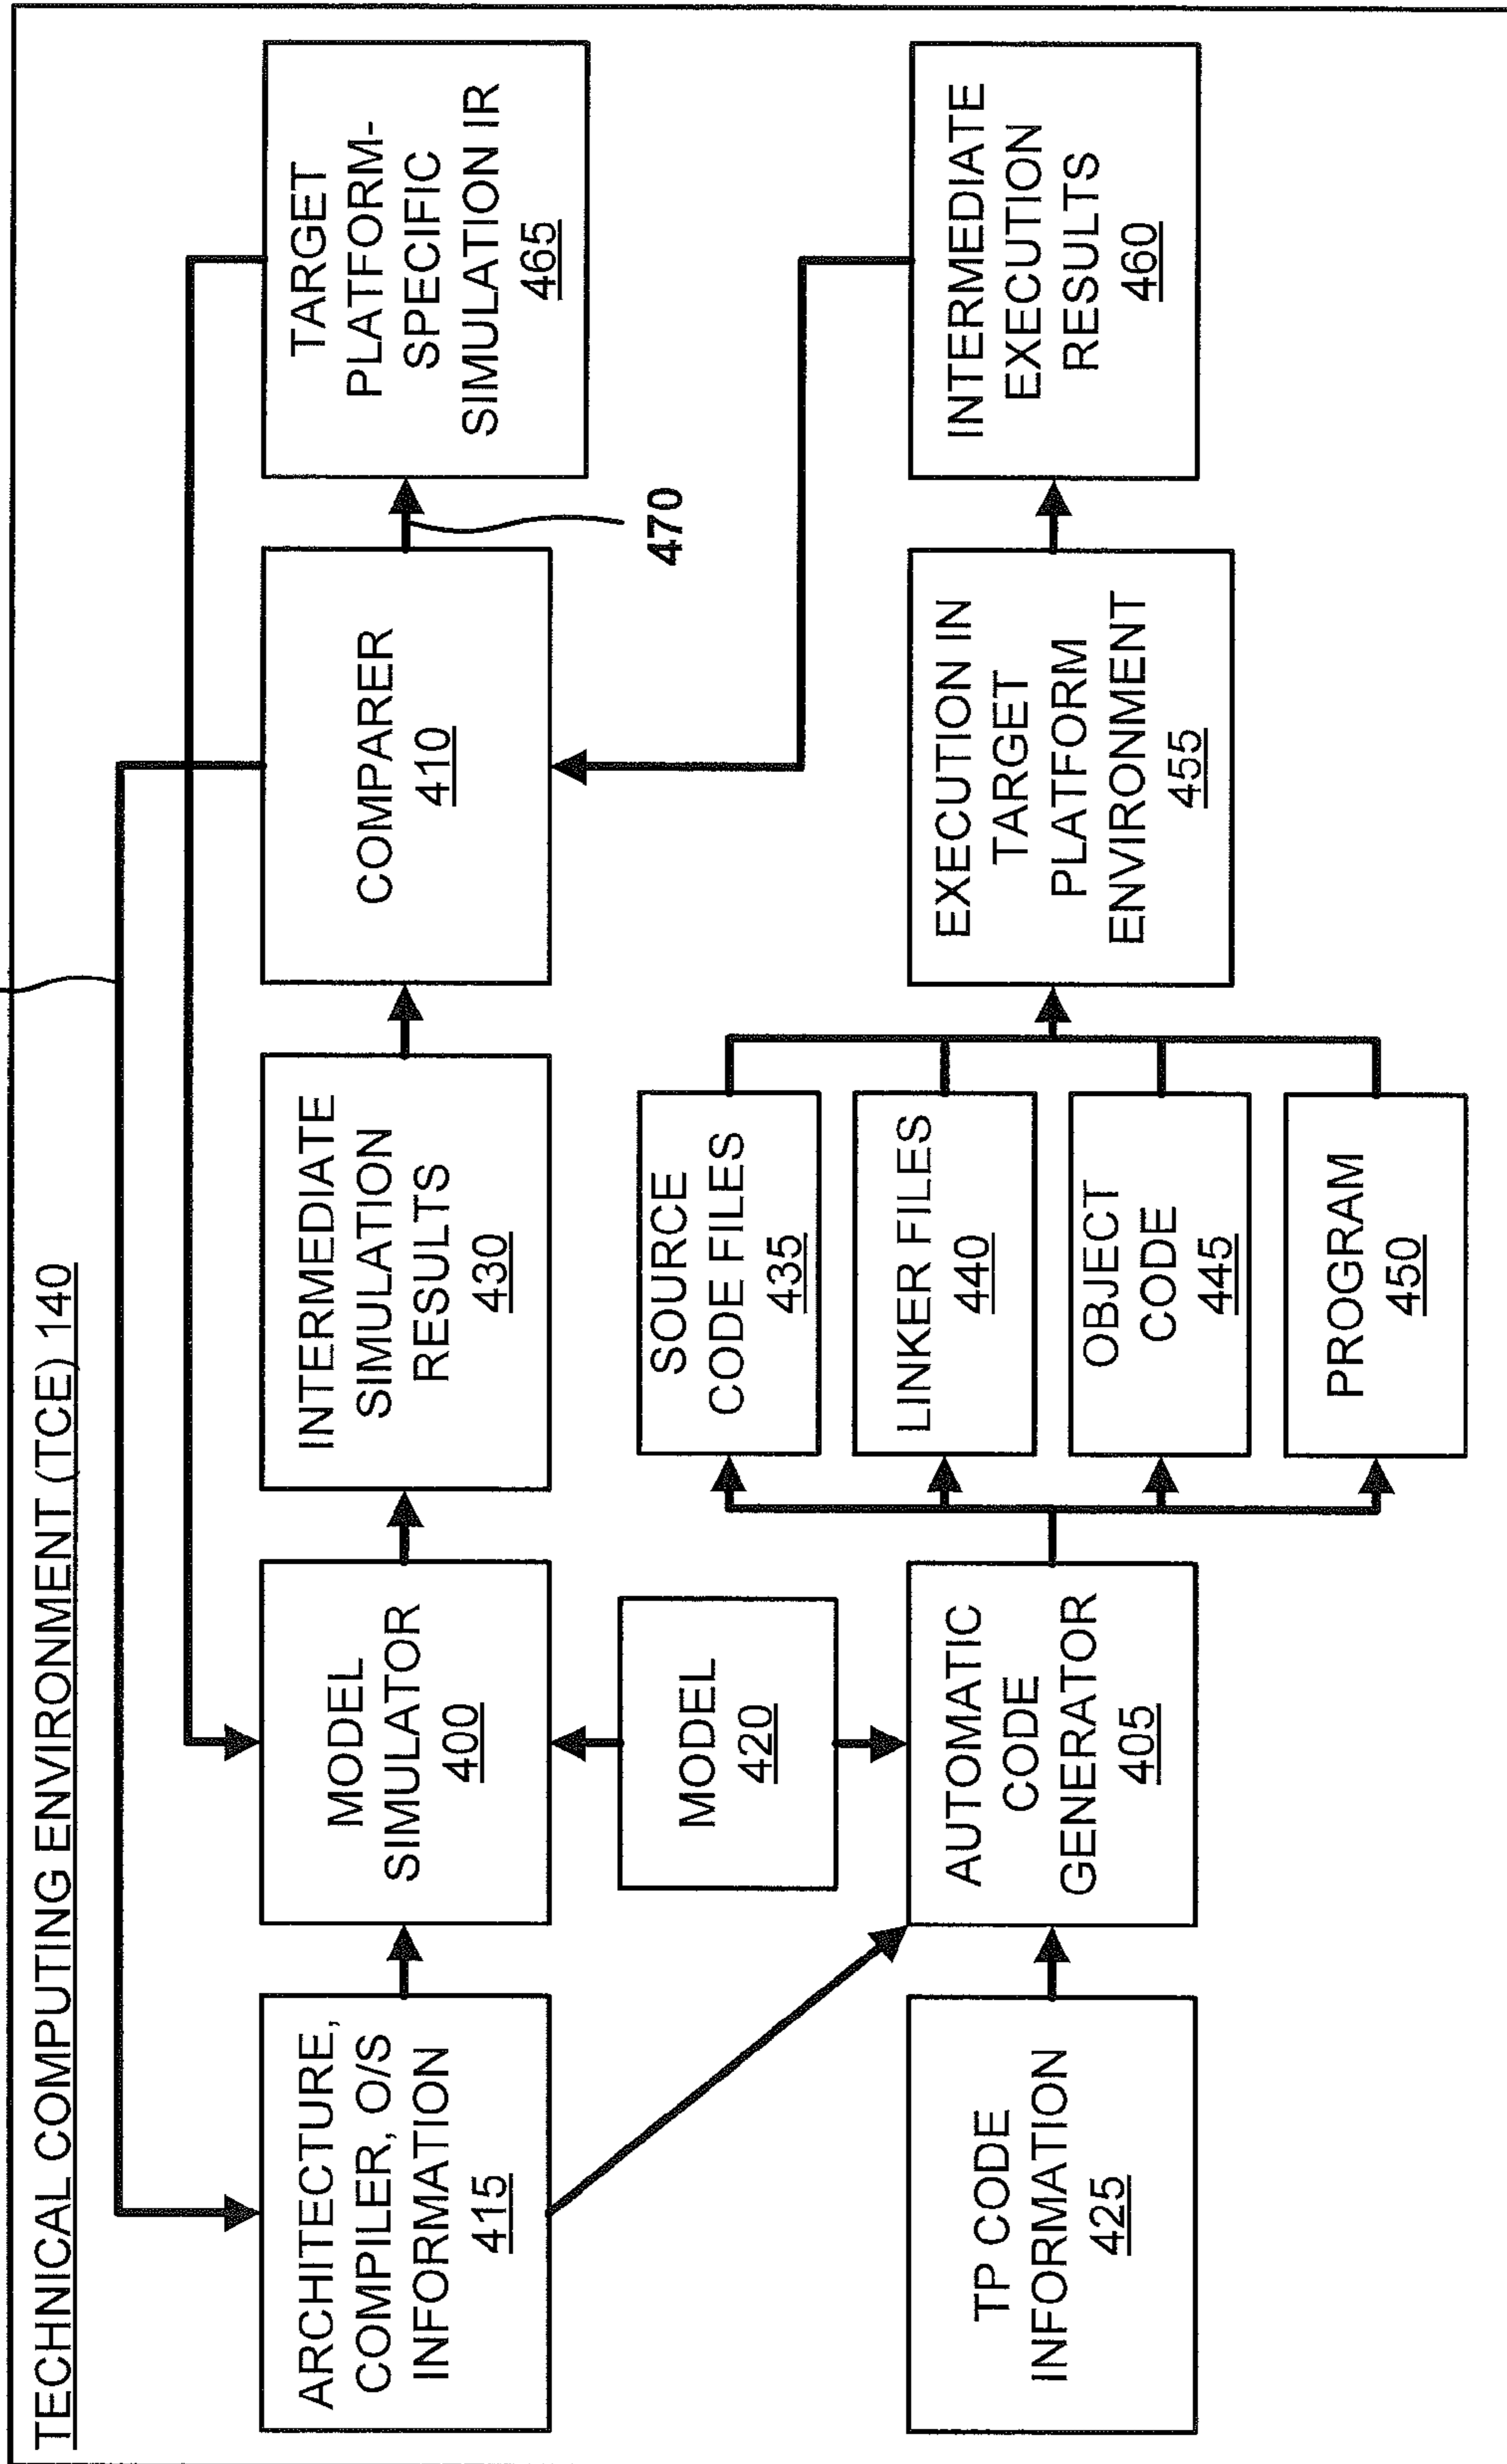 TECHNICAL COMPUTING ENVIRONMENT (TCE) 140
ARCHITECTURE,
COMPILER, O/S
INFORMATION
415
MODEL
SIMULATOR
400
INTERMEDIATE
SIMULATION
RESULTS
430
COMPARER
410
470
TARGET
PLATFORM-
SPECIFIC
SIMULATION IR
465
MODEL
420
TP CODE
INFORMATION
425
AUTOMATIC
CODE
GENERATOR
405
SOURCE
CODE FILES
435
LINKER FILES
440
OBJECT
CODE
445
PROGRAM
450
EXECUTION IN
TARGET
PLATFORM
ENVIRONMENT
455
INTERMEDIATE
EXECUTION
RESULTS
460